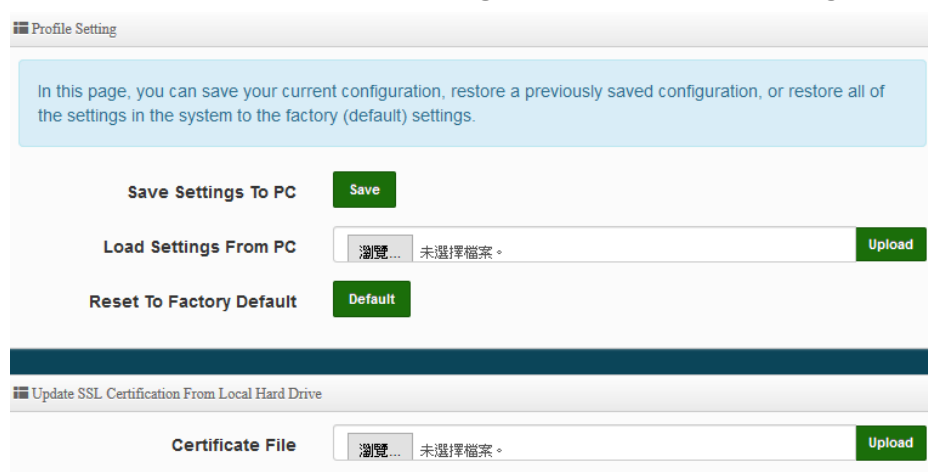 Profile Setting
In this page, you can save your current configuration, restore a previously saved configuration, or restore all of
the settings in the system to the factory (default) settings.
Save Settings To PC Save
Load Settings From PC 瀏覽... 未選擇檔案。 Upload
Reset To Factory Default Default
Update SSL Certification From Local Hard Drive
Certificate File 瀏覽... 未選擇檔案。 Upload